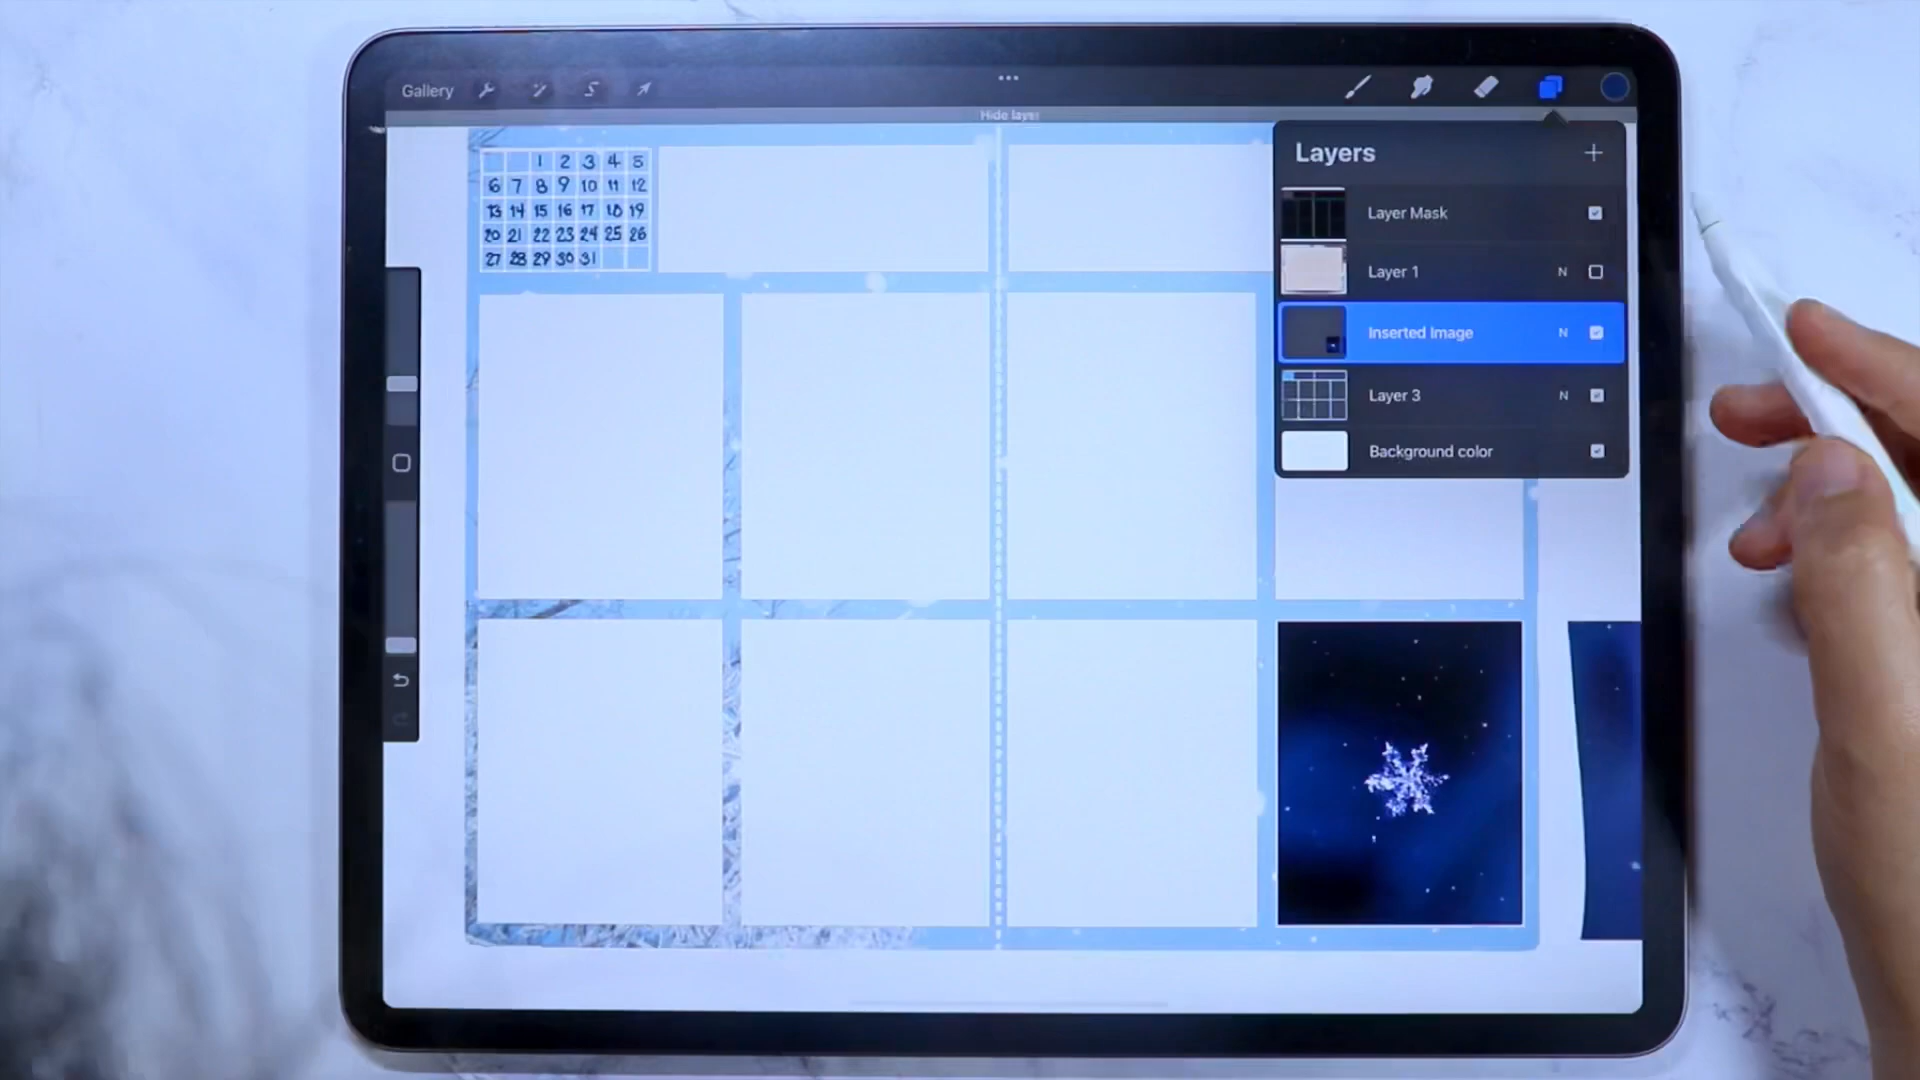 Gallery
Hide layer
1 2 3 4 5
6 7 8 9 10 11 12
13 14 15 16 17 18 19
20 21 22 23 24 25 26
27 28 29 30 31
Layers
Layer Mask
Layer 1 N
Inserted Image N
Layer 3 N
Background color